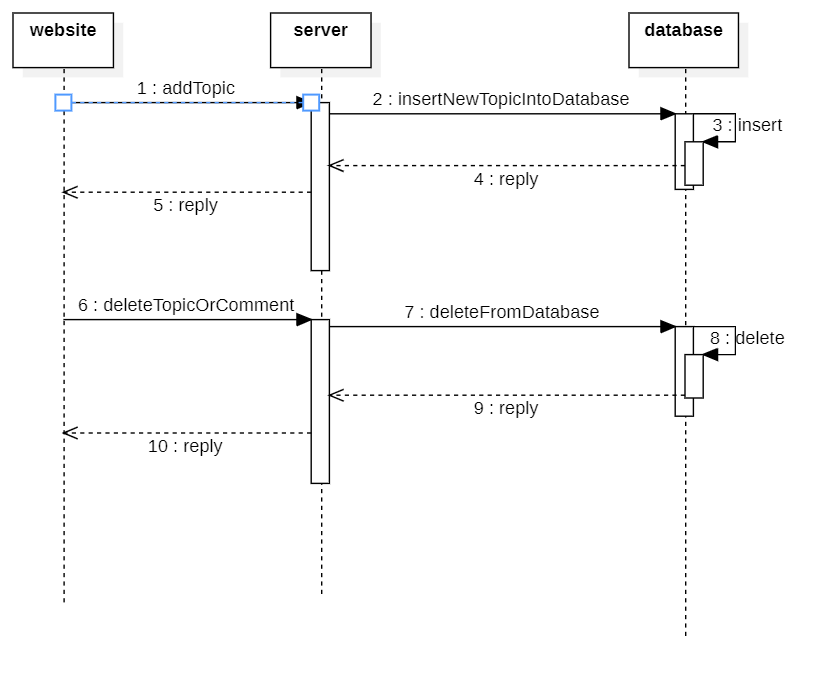 website
server
database
1 : addTopic
2 : insertNewTopicIntoDatabase
3 : insert
4 : reply
5 : reply
6 : deleteTopicOrComment
7 : deleteFromDatabase
8 : delete
9 : reply
10 : reply